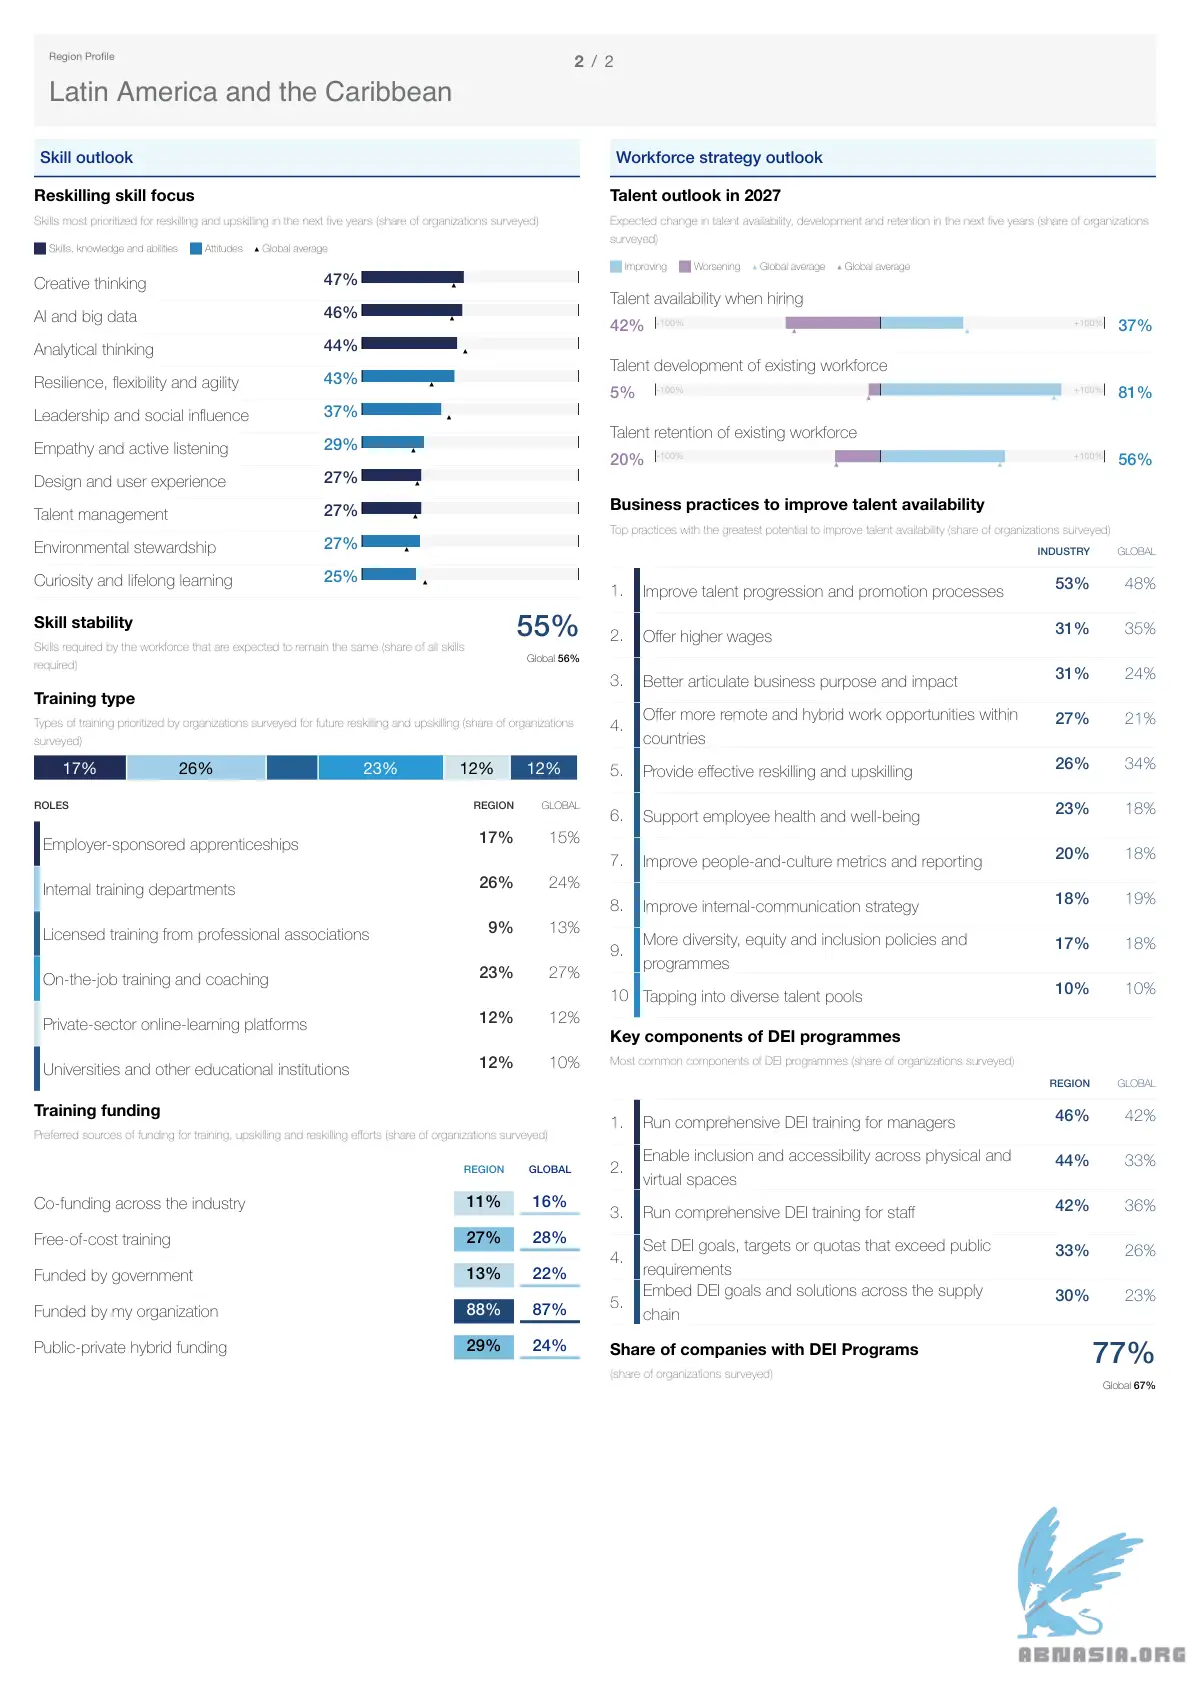 Region Profile
2 / 2
Latin America and the Caribbean
Skill outlook
Reskilling skill focus
Skills most prioritized for reskilling and upskilling in the next five years (share of organizations surveyed)
Skills, knowledge and abilities Attitudes Global average
Creative thinking 47%
AI and big data 46%
Analytical thinking 44%
Resilience, flexibility and agility 43%
Leadership and social influence 37%
Empathy and active listening 29%
Design and user experience 27%
Talent management 27%
Environmental stewardship 27%
Curiosity and lifelong learning 25%
Skill stability 55%
Skills required by the workforce that are expected to remain the same (share of all skills
required)
Global 56%
Training type
Types of training prioritized by organizations surveyed for future reskilling and upskilling (share of organizations
surveyed)
17% 26% 23% 12% 12%
ROLES REGION GLOBAL
Employer-sponsored apprenticeships 17% 15%
Internal training departments 26% 24%
Licensed training from professional associations 9% 13%
On-the-job training and coaching 23% 27%
Private-sector online-learning platforms 12% 12%
Universities and other educational institutions 12% 10%
Training funding
Preferred sources of funding for training, upskilling and reskilling efforts (share of organizations surveyed)
REGION GLOBAL
Co-funding across the industry 11% 16%
Free-of-cost training 27% 28%
Funded by government 13% 22%
Funded by my organization 88% 87%
Public-private hybrid funding 29% 24%
Workforce strategy outlook
Talent outlook in 2027
Expected change in talent availability, development and retention in the next five years (share of organizations
surveyed)
Improving Worsening Global average Global average
Talent availability when hiring
42% -100% +100% 37%
Talent development of existing workforce
5% -100% +100% 81%
Talent retention of existing workforce
20% -100% +100% 56%
Business practices to improve talent availability
Top practices with the greatest potential to improve talent availability (share of organizations surveyed)
INDUSTRY GLOBAL
1. Improve talent progression and promotion processes 53% 48%
2. Offer higher wages 31% 35%
3. Better articulate business purpose and impact 31% 24%
4. Offer more remote and hybrid work opportunities within
countries 27% 21%
5. Provide effective reskilling and upskilling 26% 34%
6. Support employee health and well-being 23% 18%
7. Improve people-and-culture metrics and reporting 20% 18%
8. Improve internal-communication strategy 18% 19%
9. More diversity, equity and inclusion policies and
programmes 17% 18%
10 Tapping into diverse talent pools 10% 10%
Key components of DEI programmes
Most common components of DEI programmes (share of organizations surveyed)
REGION GLOBAL
1. Run comprehensive DEI training for managers 46% 42%
2. Enable inclusion and accessibility across physical and
virtual spaces 44% 33%
3. Run comprehensive DEI training for staff 42% 36%
4. Set DEI goals, targets or quotas that exceed public
requirements 33% 26%
5. Embed DEI goals and solutions across the supply
chain 30% 23%
Share of companies with DEI Programs 77%
(share of organizations surveyed)
Global 67%
ABNASIA.ORG